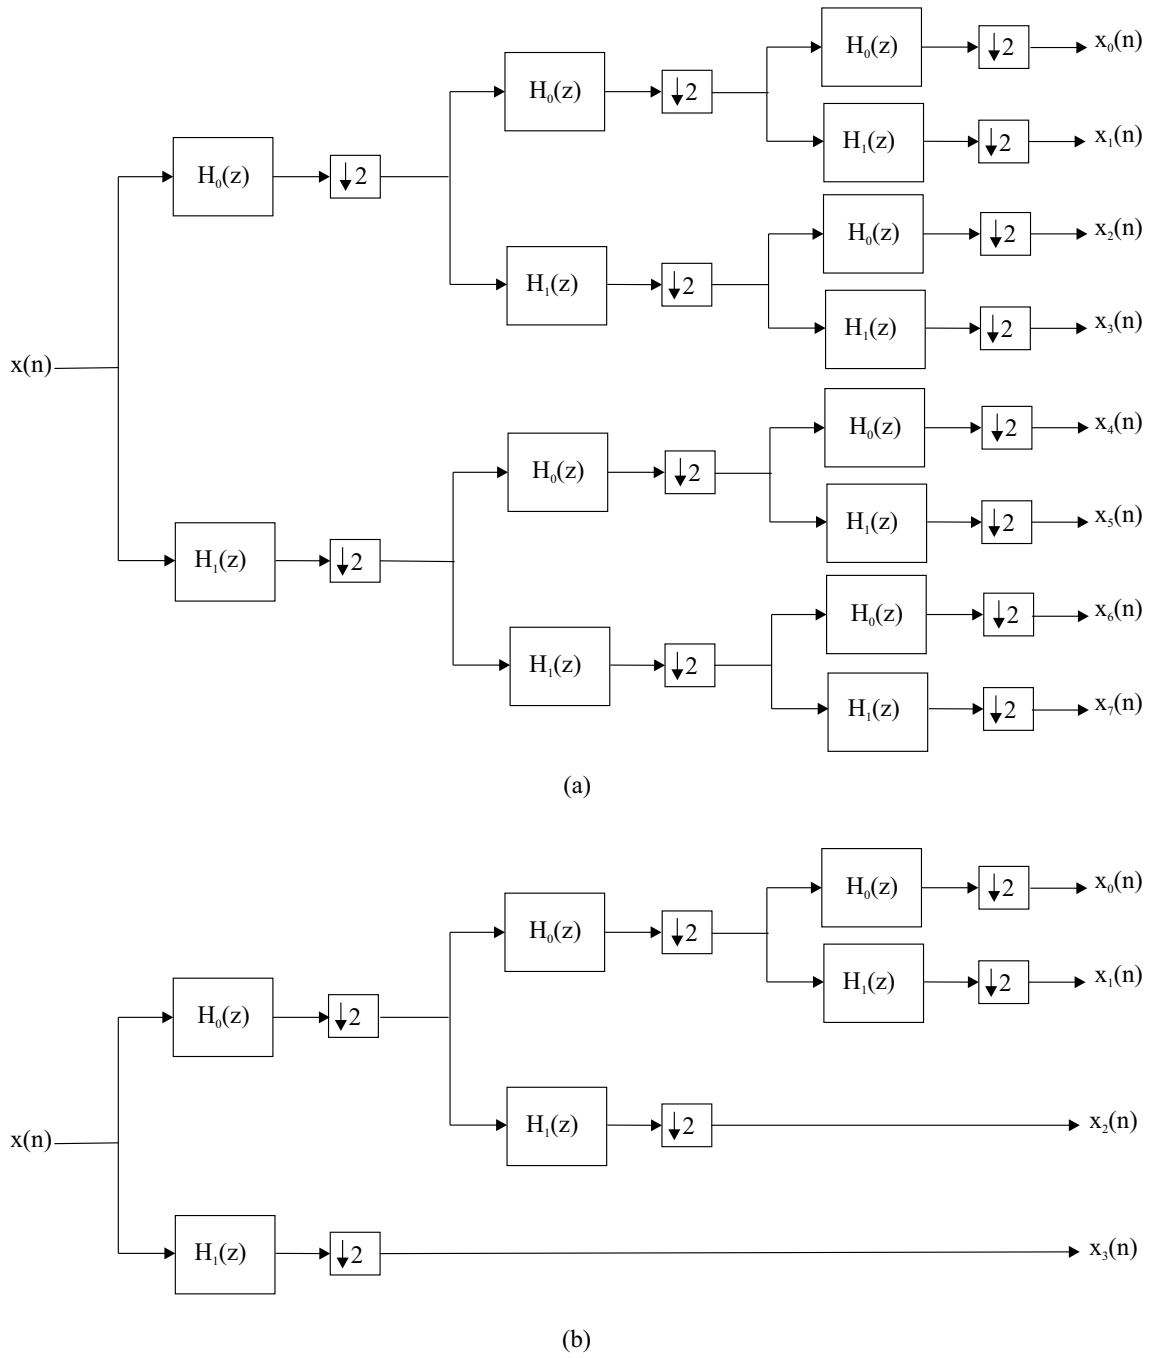 H₀(z) ↓2 x₀(n)
H₀(z) ↓2
H₁(z) ↓2 x₁(n)
H₀(z) ↓2
H₀(z) ↓2 x₂(n)
H₁(z) ↓2
H₁(z) ↓2 x₃(n)
x(n)
H₀(z) ↓2 x₄(n)
H₀(z) ↓2
H₁(z) ↓2 x₅(n)
H₁(z) ↓2
H₀(z) ↓2 x₆(n)
H₁(z) ↓2
H₁(z) ↓2 x₇(n)
(a)
H₀(z) ↓2 x₀(n)
H₀(z) ↓2
H₁(z) ↓2 x₁(n)
H₀(z) ↓2
H₁(z) ↓2 x₂(n)
x(n)
H₁(z) ↓2 x₃(n)
(b)